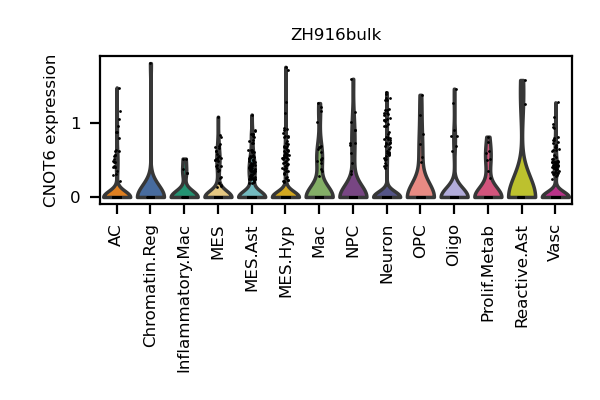 ZH916bulk
CNOT6 expression
1
0
AC
Chromatin.Reg
Inflammatory.Mac
MES
MES.Ast
MES.Hyp
Mac
NPC
Neuron
OPC
Oligo
Prolif.Metab
Reactive.Ast
Vasc